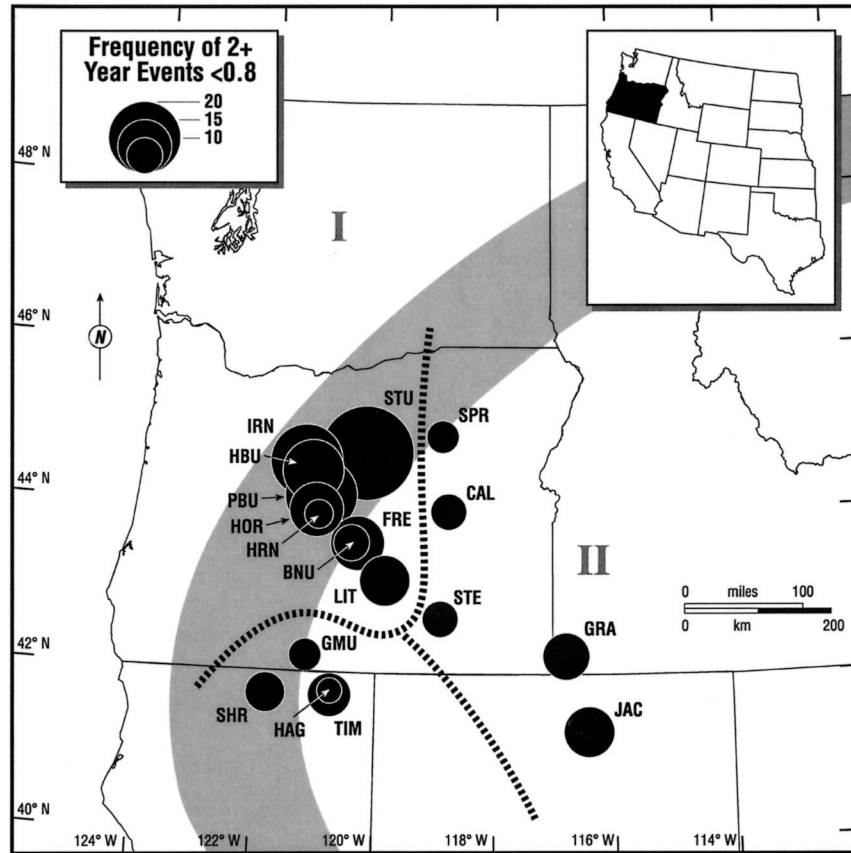 Frequency of 2+
Year Events <0.8
20
15
10
48° N
I
46° N
N
STU
IRN
SPR
HBU
44° N
PBU
CAL
HOR
FRE
HRN
II
BNU
0 miles 100
LIT
STE
0 km 200
GRA
42° N
GMU
SHR
HAG
TIM
JAC
40° N
124° W
122° W
120° W
118° W
116° W
114° W